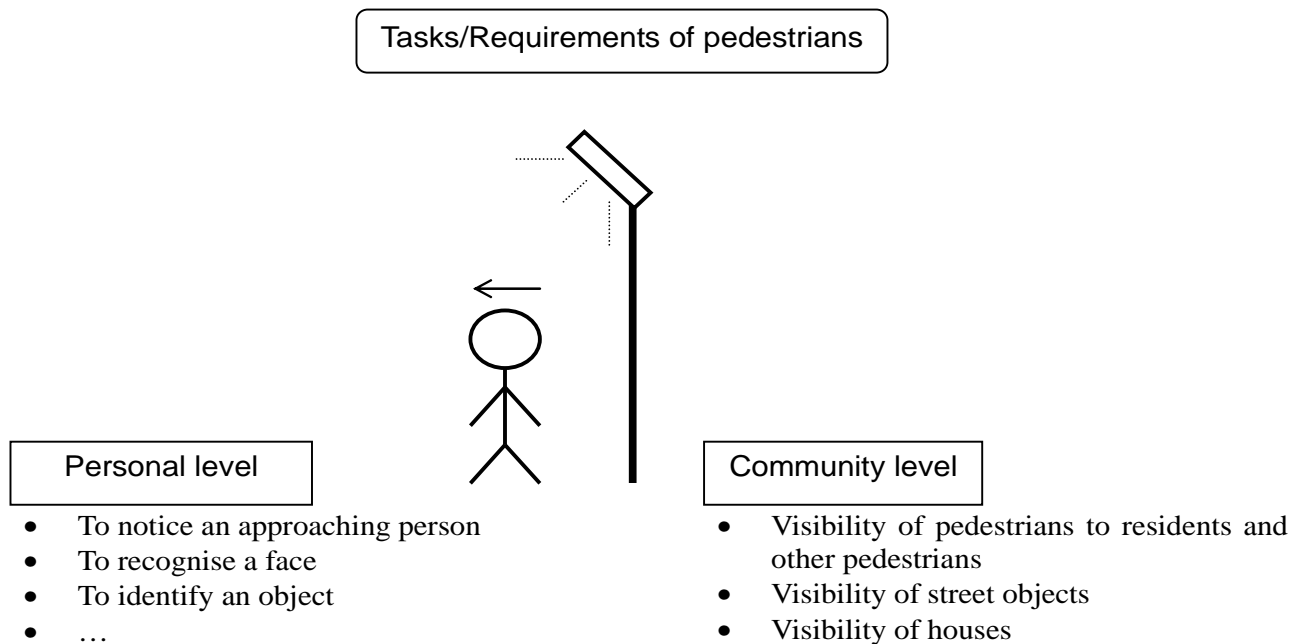 Tasks/Requirements of pedestrians
Personal level
• To notice an approaching person
• To recognise a face
• To identify an object
• …
Community level
• Visibility of pedestrians to residents and
other pedestrians
• Visibility of street objects
• Visibility of houses